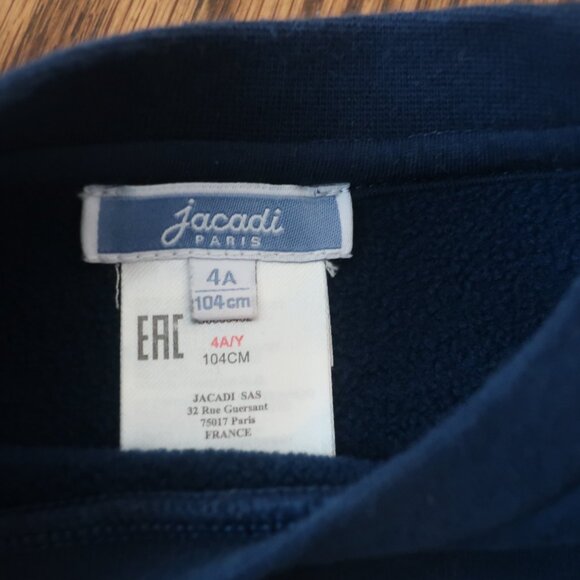 jacadi
PARIS
4A
104cm
EAC
4A/Y
104CM
JACADI SAS
32 Rue Guersant
75017 Paris
FRANCE